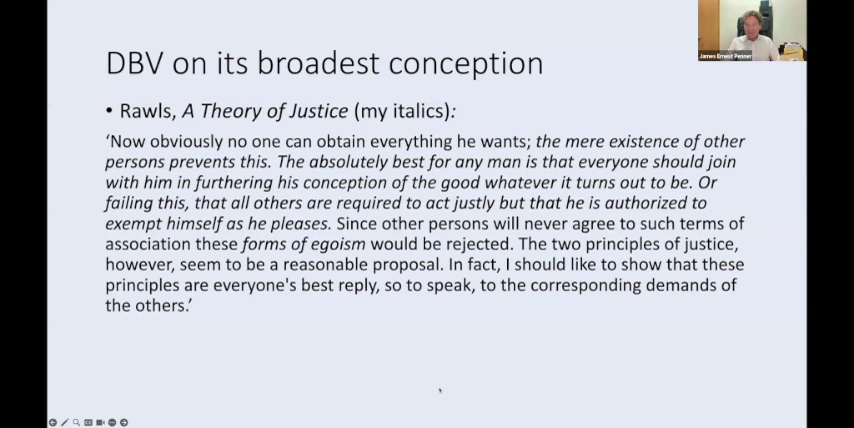 DBV on its broadest conception
• Rawls, A Theory of Justice (my italics):
‘Now obviously no one can obtain everything he wants; the mere existence of other
persons prevents this. The absolutely best for any man is that everyone should join
with him in furthering his conception of the good whatever it turns out to be. Or
failing this, that all others are required to act justly but that he is authorized to
exempt himself as he pleases. Since other persons will never agree to such terms of
association these forms of egoism would be rejected. The two principles of justice,
however, seem to be a reasonable proposal. In fact, I should like to show that these
principles are everyone's best reply, so to speak, to the corresponding demands of
the others.’
James Ernest Penner